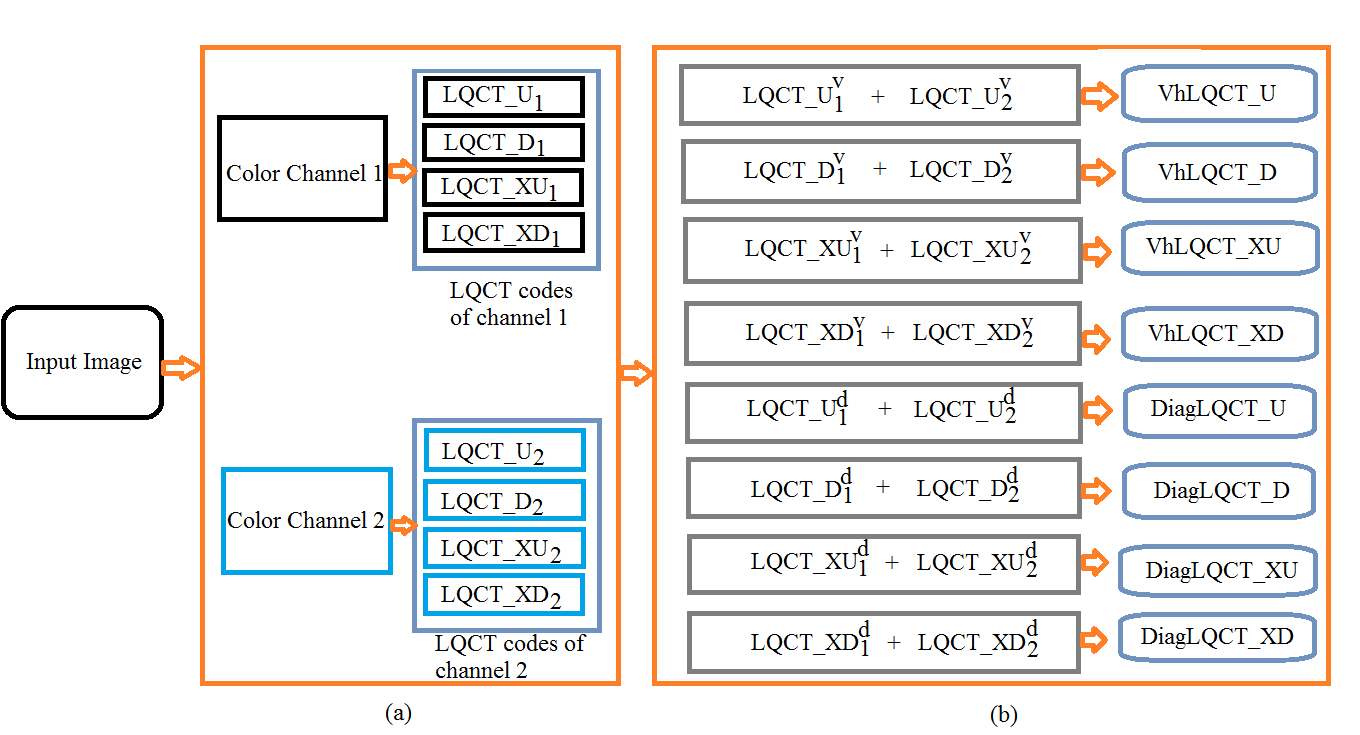 Input Image
Color Channel 1
LQCT_U1
LQCT_D1
LQCT_XU1
LQCT_XD1
LQCT codes
of channel 1
Color Channel 2
LQCT_U2
LQCT_D2
LQCT_XU2
LQCT_XD2
LQCT codes of
channel 2
(a)
LQCT_U₁ᵛ + LQCT_U₂ᵛ VhLQCT_U
LQCT_D₁ᵛ + LQCT_D₂ᵛ VhLQCT_D
LQCT_XU₁ᵛ + LQCT_XU₂ᵛ VhLQCT_XU
LQCT_XD₁ᵛ + LQCT_XD₂ᵛ VhLQCT_XD
LQCT_U₁ᵈ + LQCT_U₂ᵈ DiagLQCT_U
LQCT_D₁ᵈ + LQCT_D₂ᵈ DiagLQCT_D
LQCT_XU₁ᵈ + LQCT_XU₂ᵈ DiagLQCT_XU
LQCT_XD₁ᵈ + LQCT_XD₂ᵈ DiagLQCT_XD
(b)